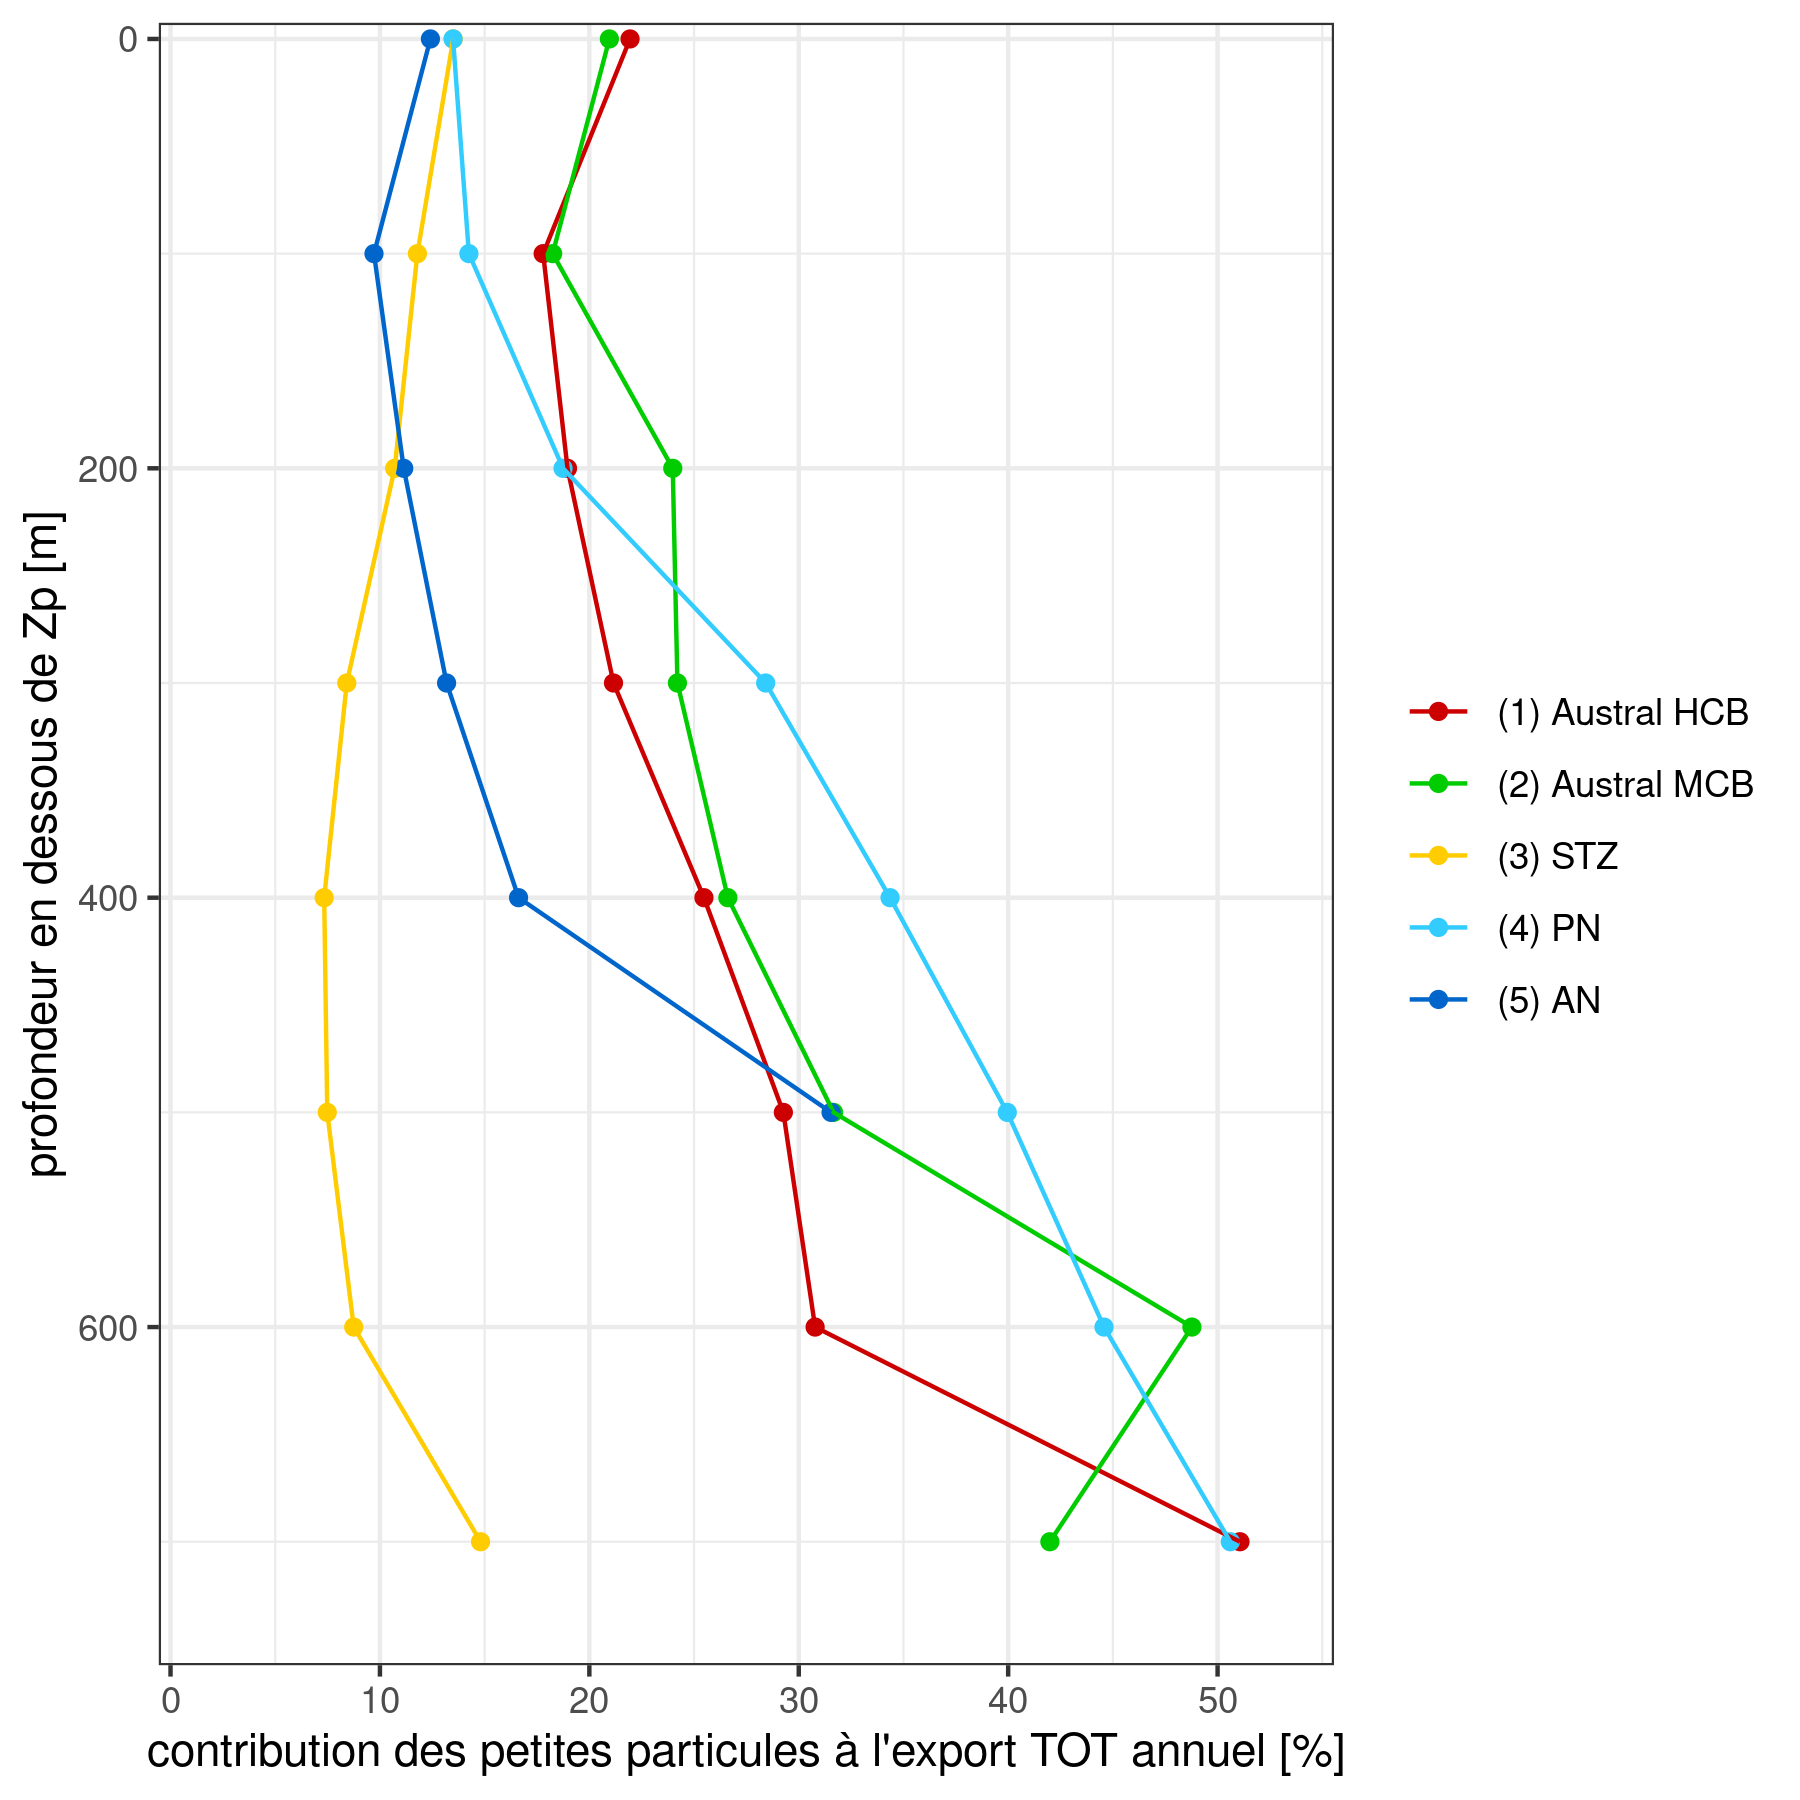 0
200
400
600
profondeur en dessous de Zp [m]
0 10 20 30 40 50
contribution des petites particules à l'export TOT annuel [%]
(1) Austral HCB
(2) Austral MCB
(3) STZ
(4) PN
(5) AN